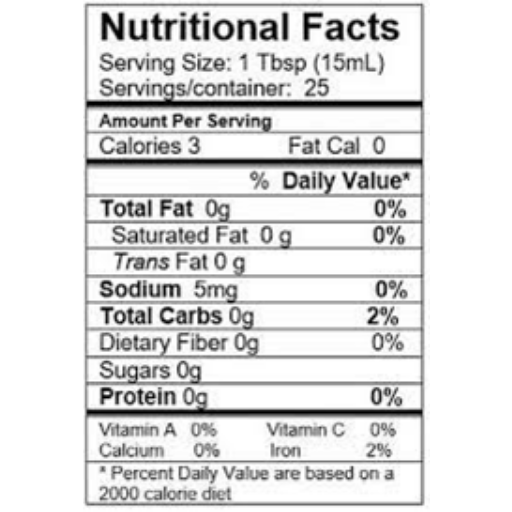 Nutritional Facts
Serving Size: 1 Tbsp (15mL)
Servings/container: 25
Amount Per Serving
Calories 3 Fat Cal 0
% Daily Value*
Total Fat 0g 0%
Saturated Fat 0 g 0%
Trans Fat 0 g
Sodium 5mg 0%
Total Carbs 0g 2%
Dietary Fiber 0g 0%
Sugars 0g
Protein 0g 0%
Vitamin A 0% Vitamin C 0%
Calcium 0% Iron 2%
* Percent Daily Value are based on a
2000 calorie diet